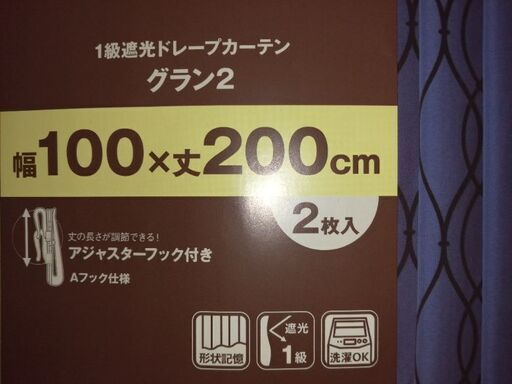 1級遮光ドレープカーテン
グラン2
幅100×丈200cm
2枚入
丈の長さが調節できる!
アジャスターフック付き
Aフック仕様
形状記憶
遮光
1級
洗濯OK